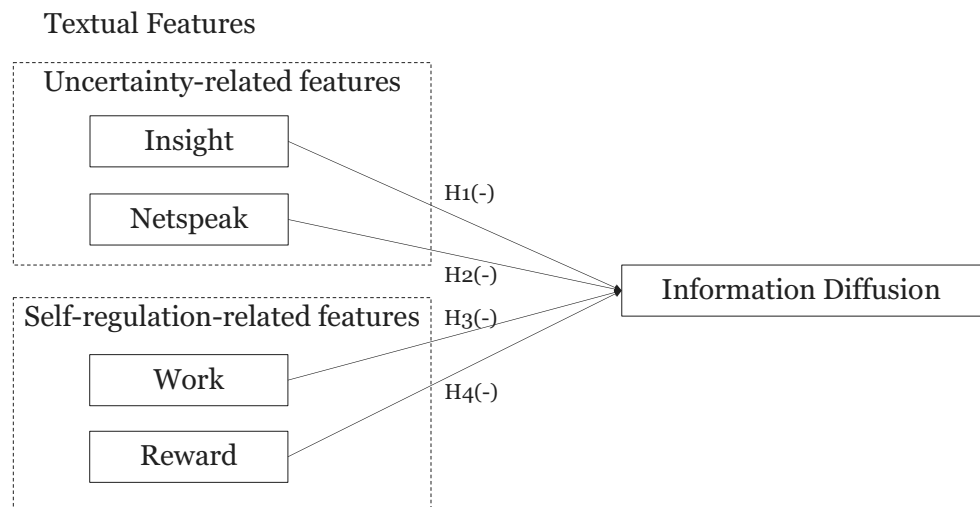 Textual Features
Uncertainty-related features
Insight
Netspeak
H1(-)
H2(-)
Information Diffusion
Self-regulation-related features
H3(-)
Work
H4(-)
Reward